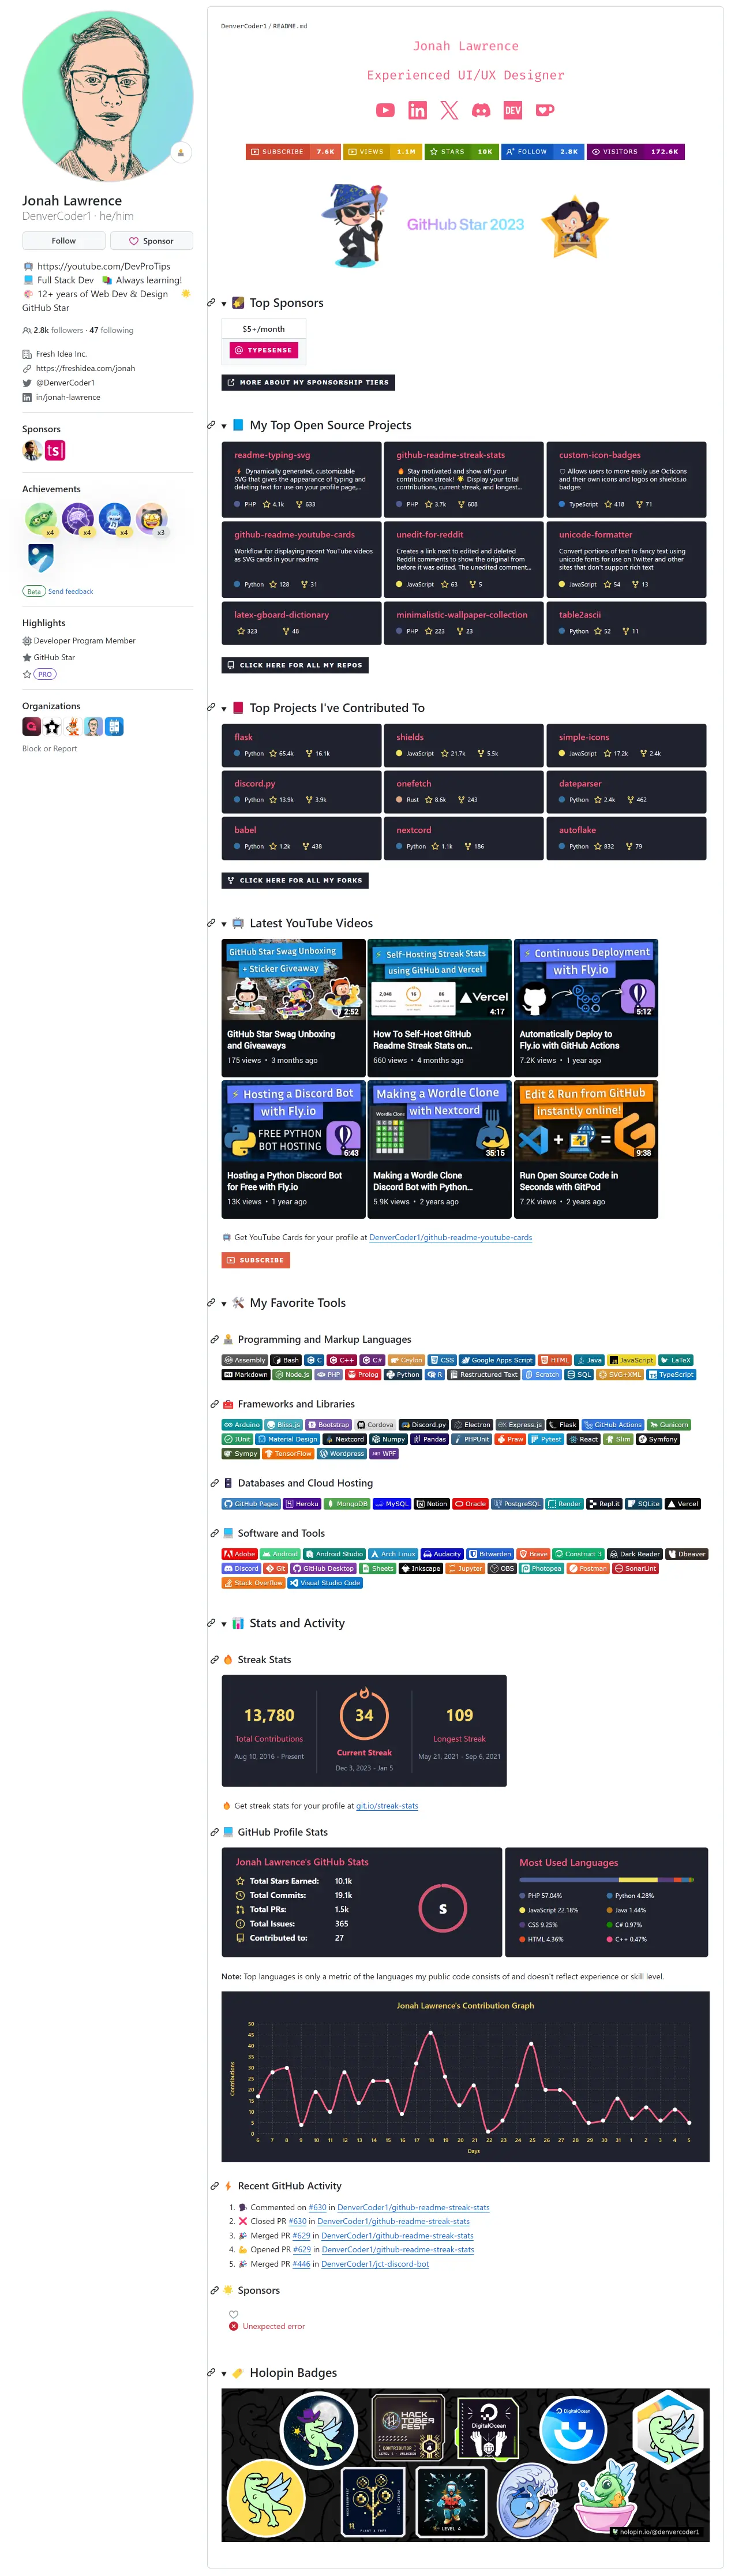 Jonah Lawrence
DenverCoder1 · he/him
Follow
Sponsor
https://youtube.com/DevProTips
Full Stack Dev Always learning!
12+ years of Web Dev & Design
GitHub Star
2.8k followers · 47 following
Fresh Idea Inc.
https://freshidea.com/jonah
@DenverCoder1
in/jonah-lawrence
Sponsors
ts|
Achievements
x4 x4 x4 x3
Beta Send feedback
Highlights
Developer Program Member
GitHub Star
PRO
Organizations
Block or Report
DenverCoder1 / README.md
Jonah Lawrence
Experienced UI/UX Designer
DEV
SUBSCRIBE 7.6K VIEWS 1.1M STARS 10K FOLLOW 2.8K VISITORS 172.6K
GitHub Star 2023
Top Sponsors
$5+/month
TYPESENSE
MORE ABOUT MY SPONSORSHIP TIERS
My Top Open Source Projects
readme-typing-svg
Dynamically generated, customizable
SVG that gives the appearance of typing and
deleting text for use on your profile page,...
PHP 4.1k 633
github-readme-streak-stats
Stay motivated and show off your
contribution streak! Display your total
contributions, current streak, and longest...
PHP 3.7k 608
custom-icon-badges
Allows users to more easily use Octicons
and their own icons and logos on shields.io
badges
TypeScript 418 71
github-readme-youtube-cards
Workflow for displaying recent YouTube videos
as SVG cards in your readme
Python 128 31
unedit-for-reddit
Creates a link next to edited and deleted
Reddit comments to show the original from
before it was edited. The unedited comment...
JavaScript 63 5
unicode-formatter
Convert portions of text to fancy text using
unicode fonts for use on Twitter and other
sites that don't support rich text
JavaScript 54 13
latex-gboard-dictionary
323 48
minimalistic-wallpaper-collection
PHP 223 23
table2ascii
Python 52 11
CLICK HERE FOR ALL MY REPOS
Top Projects I've Contributed To
flask
Python 65.4k 16.1k
shields
JavaScript 21.7k 5.5k
simple-icons
JavaScript 17.2k 2.4k
discord.py
Python 13.9k 3.9k
onefetch
Rust 8.6k 243
dateparser
Python 2.4k 462
babel
Python 1.2k 438
nextcord
Python 1.1k 186
autoflake
Python 832 79
CLICK HERE FOR ALL MY FORKS
Latest YouTube Videos
GitHub Star Swag Unboxing
+ Sticker Giveaway
2:52
GitHub Star Swag Unboxing
and Giveaways
175 views • 3 months ago
Self-Hosting Streak Stats
using GitHub and Vercel
2,048 16 86
Vercel
4:17
How To Self-Host GitHub
Readme Streak Stats on...
660 views • 4 months ago
Continuous Deployment
with Fly.io
5:12
Automatically Deploy to
Fly.io with GitHub Actions
7.2K views • 1 year ago
Hosting a Discord Bot
with Fly.io
FREE PYTHON
BOT HOSTING
6:43
Hosting a Python Discord Bot
for Free with Fly.io
13K views • 1 year ago
Making a Wordle Clone
with Nextcord
Wordle Clone
35:15
Making a Wordle Clone
Discord Bot with Python...
5.9K views • 2 years ago
Edit & Run from GitHub
instantly online!
9:38
Run Open Source Code in
Seconds with GitPod
7.2K views • 2 years ago
Get YouTube Cards for your profile at DenverCoder1/github-readme-youtube-cards
SUBSCRIBE
My Favorite Tools
Programming and Markup Languages
Assembly Bash C C++ C# Ceylon CSS Google Apps Script HTML Java JavaScript LaTeX
Markdown Node.js PHP Prolog Python R Restructured Text Scratch SQL SVG+XML TypeScript
Frameworks and Libraries
Arduino Bliss.js Bootstrap Cordova Discord.py Electron Express.js Flask GitHub Actions Gunicorn
JUnit Material Design Nextcord Numpy Pandas PHPUnit Praw Pytest React Slim Symfony
Sympy TensorFlow Wordpress WPF
Databases and Cloud Hosting
GitHub Pages Heroku MongoDB MySQL Notion Oracle PostgreSQL Render Repl.it SQLite Vercel
Software and Tools
Adobe Android Android Studio Arch Linux Audacity Bitwarden Brave Construct 3 Dark Reader Dbeaver
Discord Git GitHub Desktop Sheets Inkscape Jupyter OBS Photopea Postman SonarLint
Stack Overflow Visual Studio Code
Stats and Activity
Streak Stats
13,780
Total Contributions
Aug 10, 2016 - Present
34
Current Streak
Dec 3, 2023 - Jan 5
109
Longest Streak
May 21, 2021 - Sep 6, 2021
Get streak stats for your profile at git.io/streak-stats
GitHub Profile Stats
Jonah Lawrence's GitHub Stats
Total Stars Earned: 10.1k
Total Commits: 19.1k
Total PRs: 1.5k
Total Issues: 365
Contributed to: 27
S
Most Used Languages
PHP 57.04% Python 4.28%
JavaScript 22.18% Java 1.44%
CSS 9.25% C# 0.97%
HTML 4.36% C++ 0.47%
Note: Top languages is only a metric of the languages my public code consists of and doesn't reflect experience or skill level.
Jonah Lawrence's Contribution Graph
Contributions
50
45
40
35
30
25
20
15
10
5
0
6 7 8 9 10 11 12 13 14 15 16 17 18 19 20 21 22 23 24 25 26 27 28 29 30 31 1 2 3 4 5
Days
Recent GitHub Activity
1. Commented on #630 in DenverCoder1/github-readme-streak-stats
2. Closed PR #630 in DenverCoder1/github-readme-streak-stats
3. Merged PR #629 in DenverCoder1/github-readme-streak-stats
4. Opened PR #629 in DenverCoder1/github-readme-streak-stats
5. Merged PR #446 in DenverCoder1/jct-discord-bot
Sponsors
Unexpected error
Holopin Badges
HACK
TOBER
FEST
CONTRIBUTOR
4
DigitalOcean
DigitalOcean
LEVEL 4
holopin.io/@denvercoder1